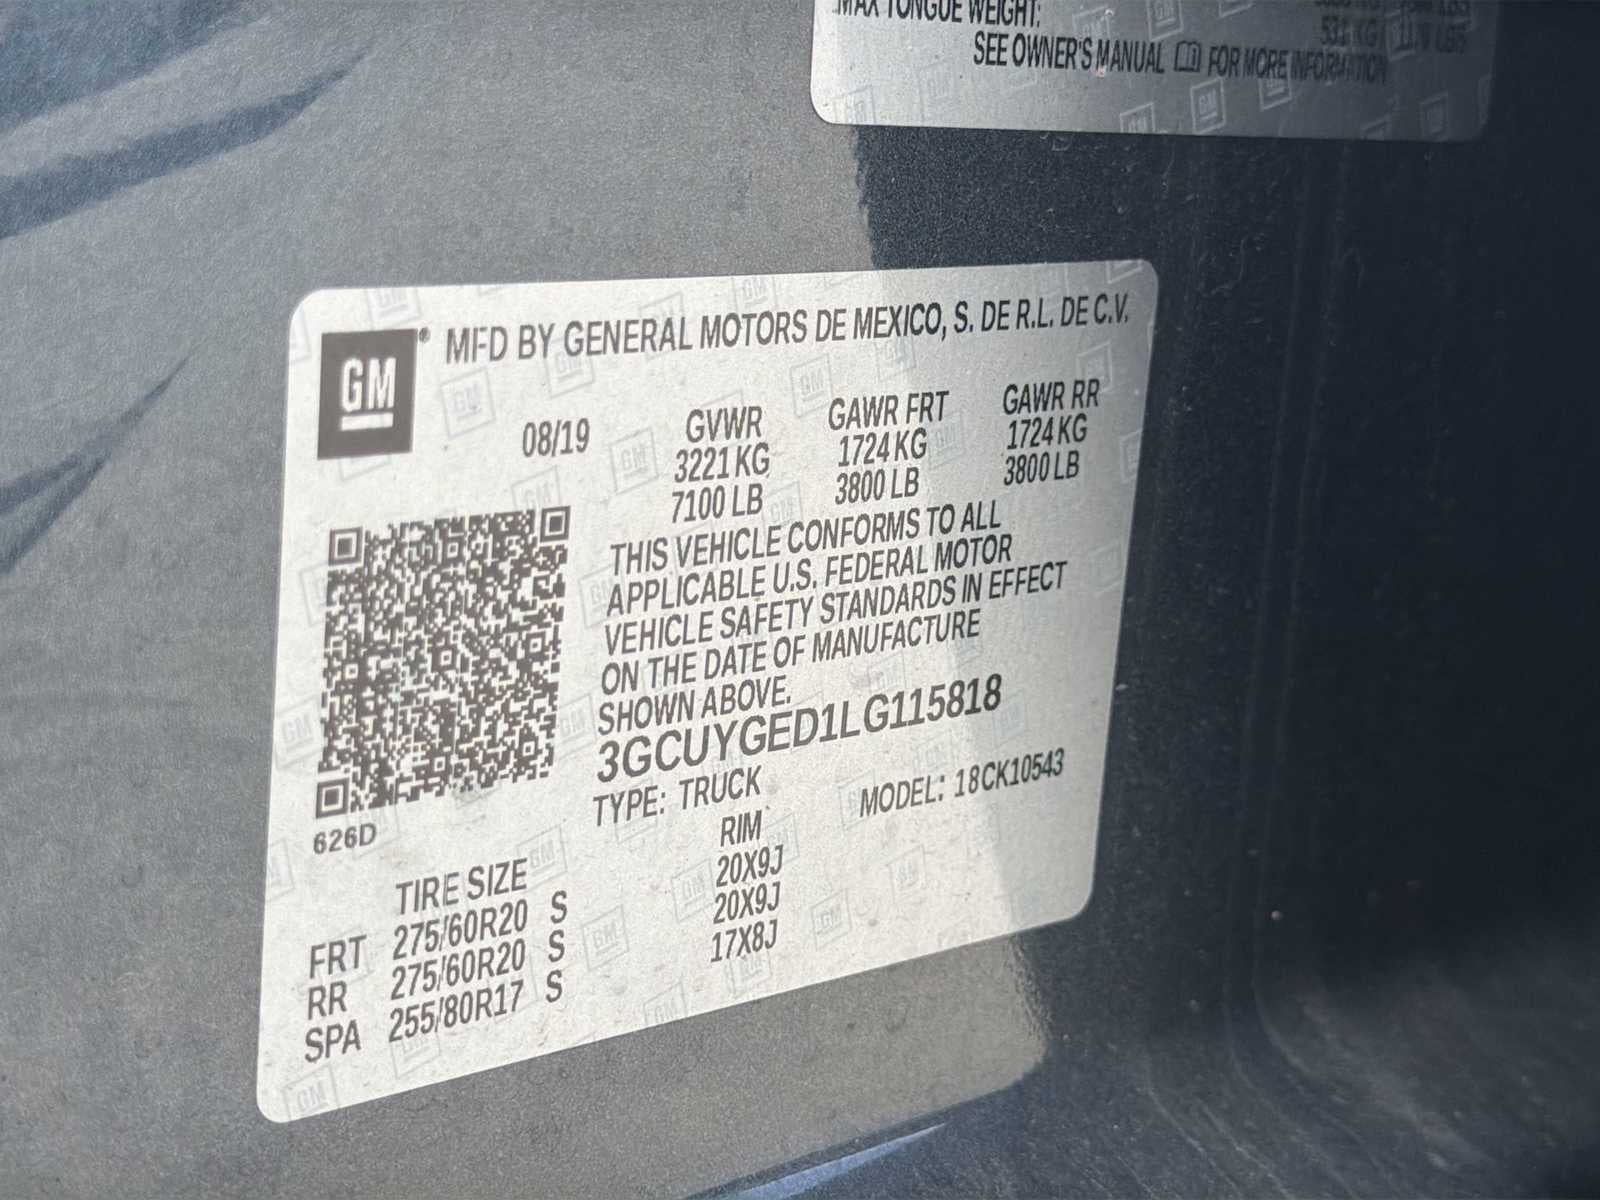 MAX TONGUE WEIGHT:
531 KG
SEE OWNER'S MANUAL FOR MORE INFORMATION
GM® MFD BY GENERAL MOTORS DE MEXICO, S. DE R.L. DE C.V.
08/19 GVWR GAWR FRT GAWR RR
3221 KG 1724 KG 1724 KG
7100 LB 3800 LB 3800 LB
THIS VEHICLE CONFORMS TO ALL
APPLICABLE U.S. FEDERAL MOTOR
VEHICLE SAFETY STANDARDS IN EFFECT
ON THE DATE OF MANUFACTURE
SHOWN ABOVE.
3GCUYGED1LG115818
TYPE: TRUCK MODEL: 18CK10543
626D
TIRE SIZE RIM
FRT 275/60R20 S 20X9J
RR 275/60R20 S 20X9J
SPA 255/80R17 S 17X8J